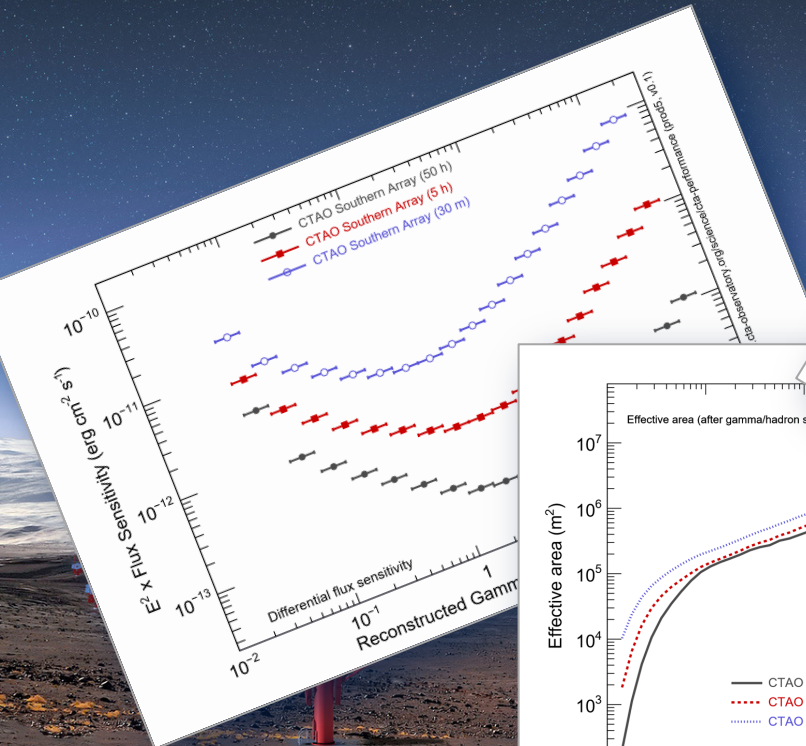 CTAO Southern Array (50 h)
CTAO Southern Array (5 h)
CTAO Southern Array (30 m)
10⁻¹⁰
10⁻¹¹
10⁻¹²
10⁻¹³
E² x Flux Sensitivity (erg cm⁻² s⁻¹)
Differential flux sensitivity
10⁻²
10⁻¹
1
Reconstructed Gamm
cta-observatory.org/science/cta-performance (prod5, v0.1)
Effective area (after gamma/hadron s
10⁷
10⁶
10⁵
10⁴
10³
Effective area (m²)
CTAO
CTAO
CTAO